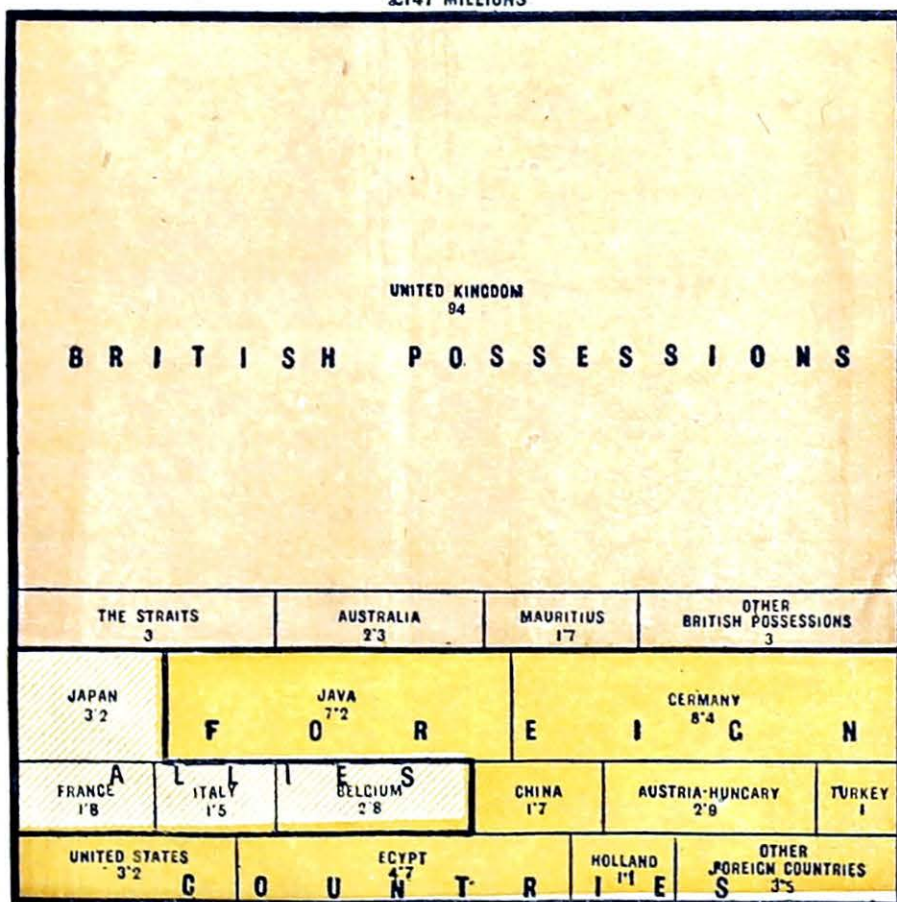 £147 MILLIONS
UNITED KINGDOM
94
BRITISH POSSESSIONS
THE STRAITS
3
AUSTRALIA
2·3
MAURITIUS
1·7
OTHER
BRITISH POSSESSIONS
3
JAPAN
3·2
JAVA
7·2
GERMANY
8·4
FOREIGN
ALLIES
FRANCE
1·8
ITALY
1·5
BELGIUM
2·8
CHINA
1·7
AUSTRIA-HUNGARY
2·9
TURKEY
1
UNITED STATES
3·2
EGYPT
4·7
HOLLAND
1·1
OTHER
FOREIGN COUNTRIES
3·5
COUNTRIES